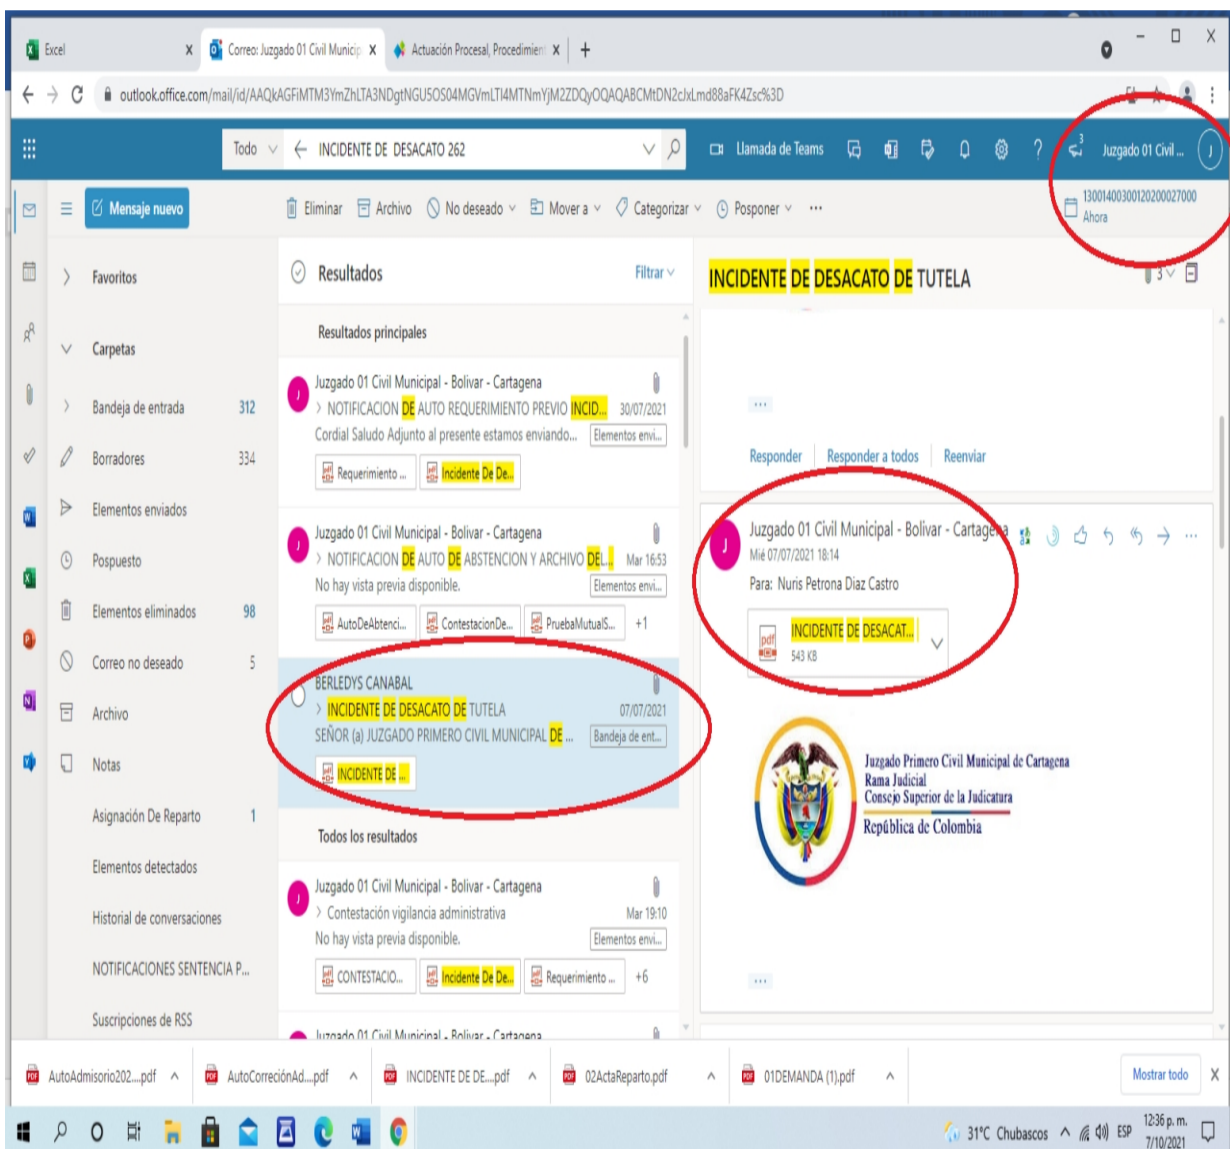 Excel
Correo: Juzgado 01 Civil Municip
Actuación Procesal, Procedimient
outlook.office.com/mail/id/AAQkAGFiMTM3YmZhLTA3NDgtNGU5OS04MGVmLTI4MTNmYjM2ZDQyOQAQABCMtDN2cJxLmd88aFK4Zsc%3D
Todo
INCIDENTE DE DESACATO 262
Llamada de Teams
3
Juzgado 01 Civil ...
J
Mensaje nuevo
Eliminar
Archivo
No deseado
Mover a
Categorizar
Posponer
...
13001400300120200027000
Ahora
Favoritos
Carpetas
Bandeja de entrada 312
Borradores 334
Elementos enviados
Pospuesto
Elementos eliminados 98
Correo no deseado 5
Archivo
Notas
Asignación De Reparto 1
Elementos detectados
Historial de conversaciones
NOTIFICACIONES SENTENCIA P...
Suscripciones de RSS
Resultados
Filtrar
Resultados principales
J
Juzgado 01 Civil Municipal - Bolivar - Cartagena
> NOTIFICACION DE AUTO REQUERIMIENTO PREVIO INCID... 30/07/2021
Cordial Saludo Adjunto al presente estamos enviando... Elementos envi...
Requerimiento ... Incidente De De...
J
Juzgado 01 Civil Municipal - Bolivar - Cartagena
> NOTIFICACION DE AUTO DE ABSTENCION Y ARCHIVO DEL... Mar 16:53
No hay vista previa disponible. Elementos envi...
AutoDeAbtenci... ContestacionDe... PruebaMutualS... +1
BERLEDYS CANABAL
> INCIDENTE DE DESACATO DE TUTELA 07/07/2021
SEÑOR (a) JUZGADO PRIMERO CIVIL MUNICIPAL DE ... Bandeja de ent...
INCIDENTE DE ...
Todos los resultados
J
Juzgado 01 Civil Municipal - Bolivar - Cartagena
> Contestación vigilancia administrativa Mar 19:10
No hay vista previa disponible. Elementos envi...
CONTESTACIO... Incidente De De... Requerimiento ... +6
Juzgado 01 Civil Municipal - Bolivar - Cartagena
INCIDENTE DE DESACATO DE TUTELA
3
...
Responder
Responder a todos
Reenviar
J
Juzgado 01 Civil Municipal - Bolivar - Cartagena
Mié 07/07/2021 18:14
Para: Nuris Petrona Diaz Castro
INCIDENTE DE DESACAT...
543 KB
Juzgado Primero Civil Municipal de Cartagena
Rama Judicial
Consejo Superior de la Judicatura
República de Colombia
...
AutoAdmisorio202....pdf
AutoCorreciónAd....pdf
INCIDENTE DE DE....pdf
02ActaReparto.pdf
01DEMANDA (1).pdf
Mostrar todo
31°C Chubascos
ESP
12:36 p. m.
7/10/2021